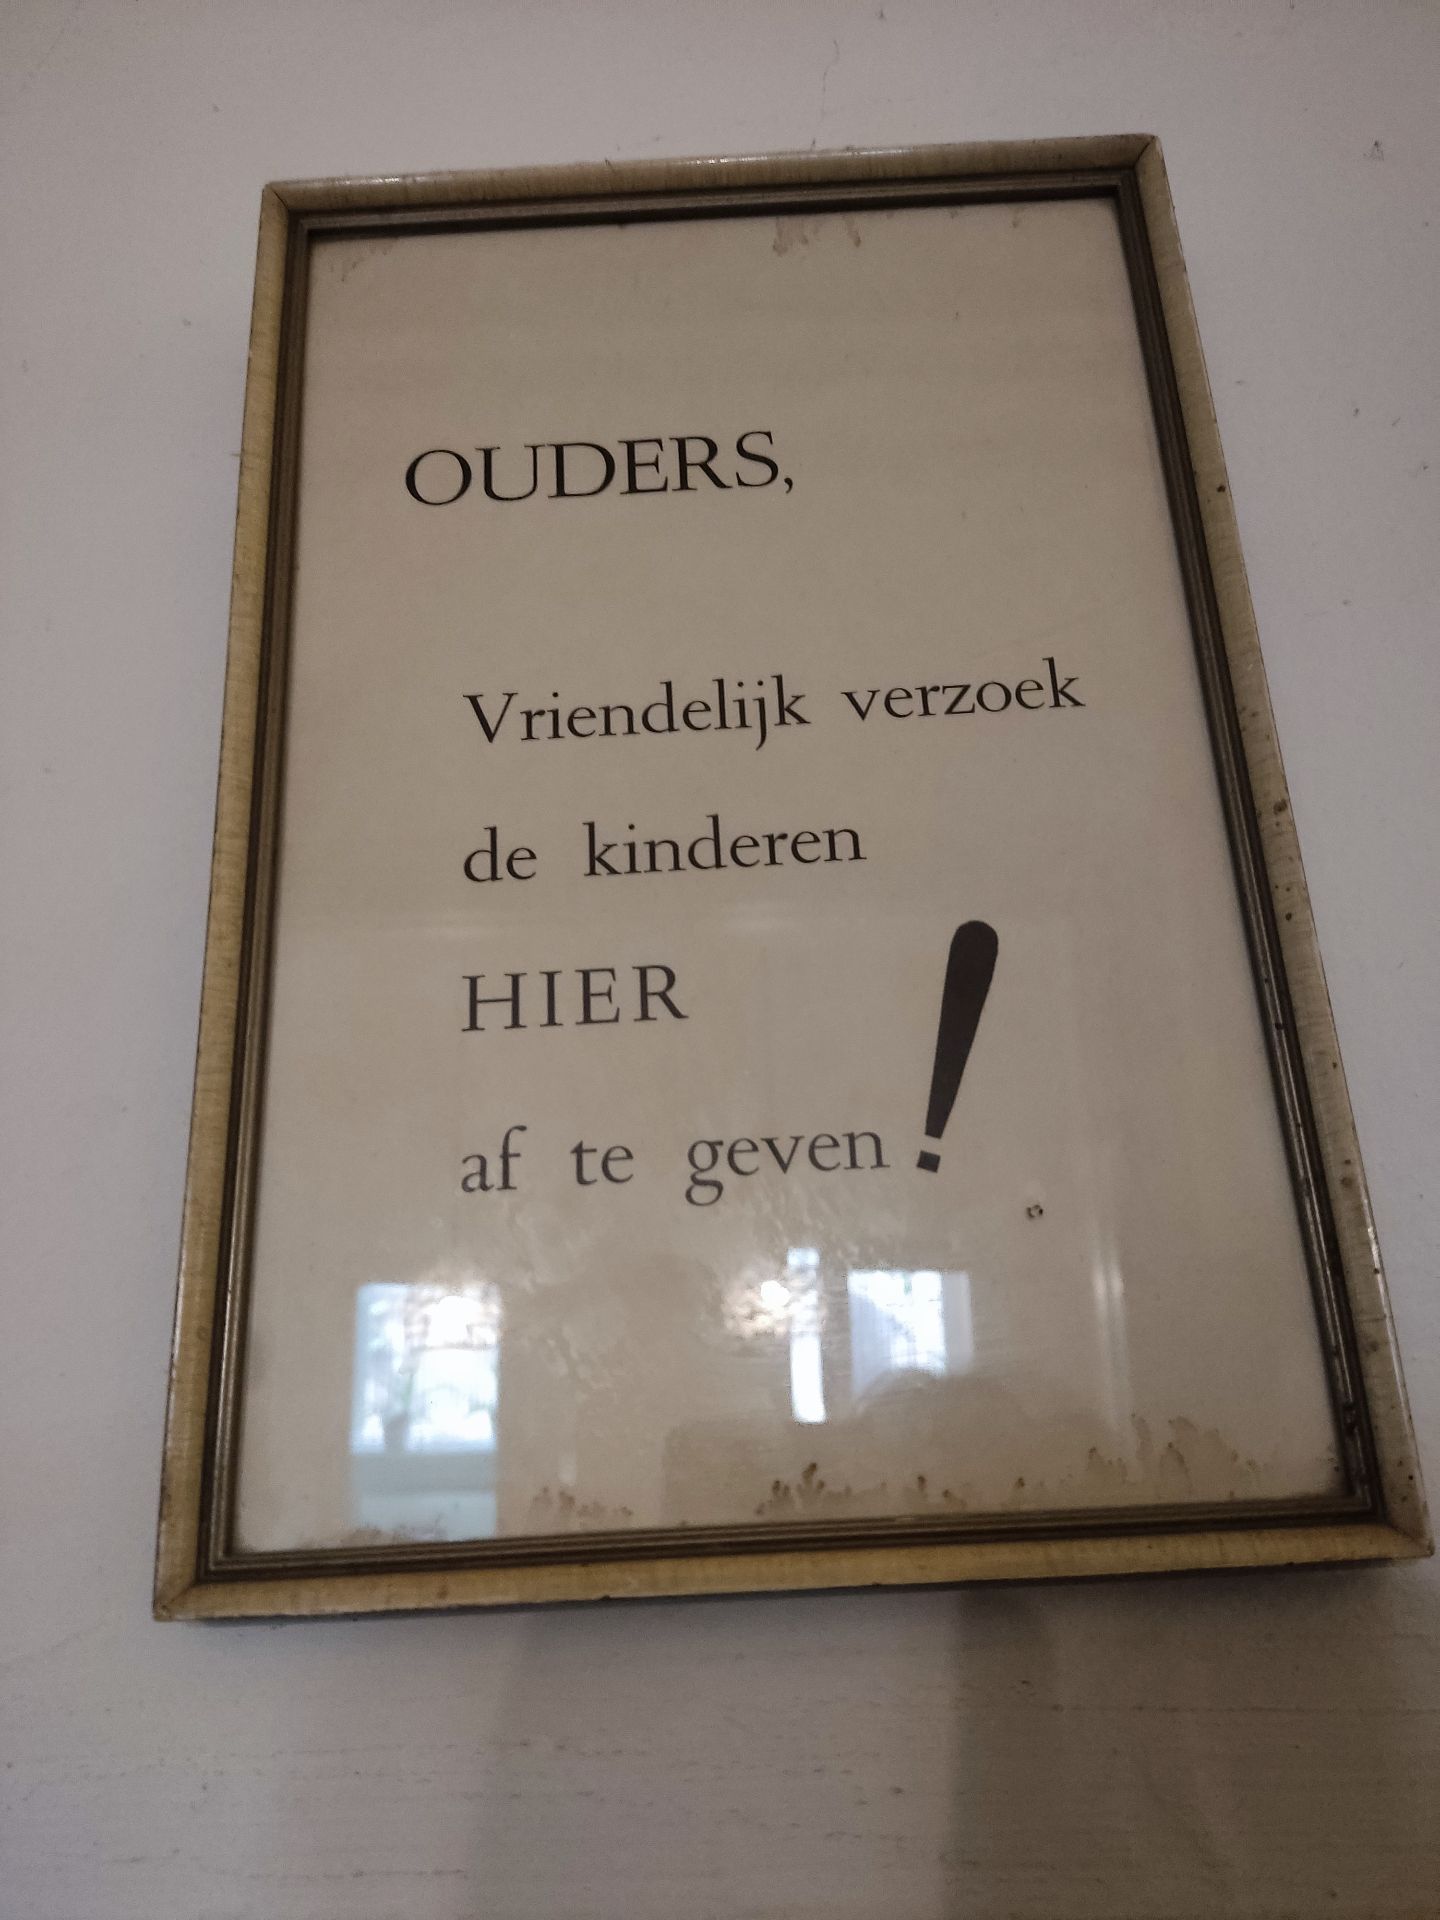 OUDERS,
Vriendelijk verzoek
de kinderen
HIER
af te geven!